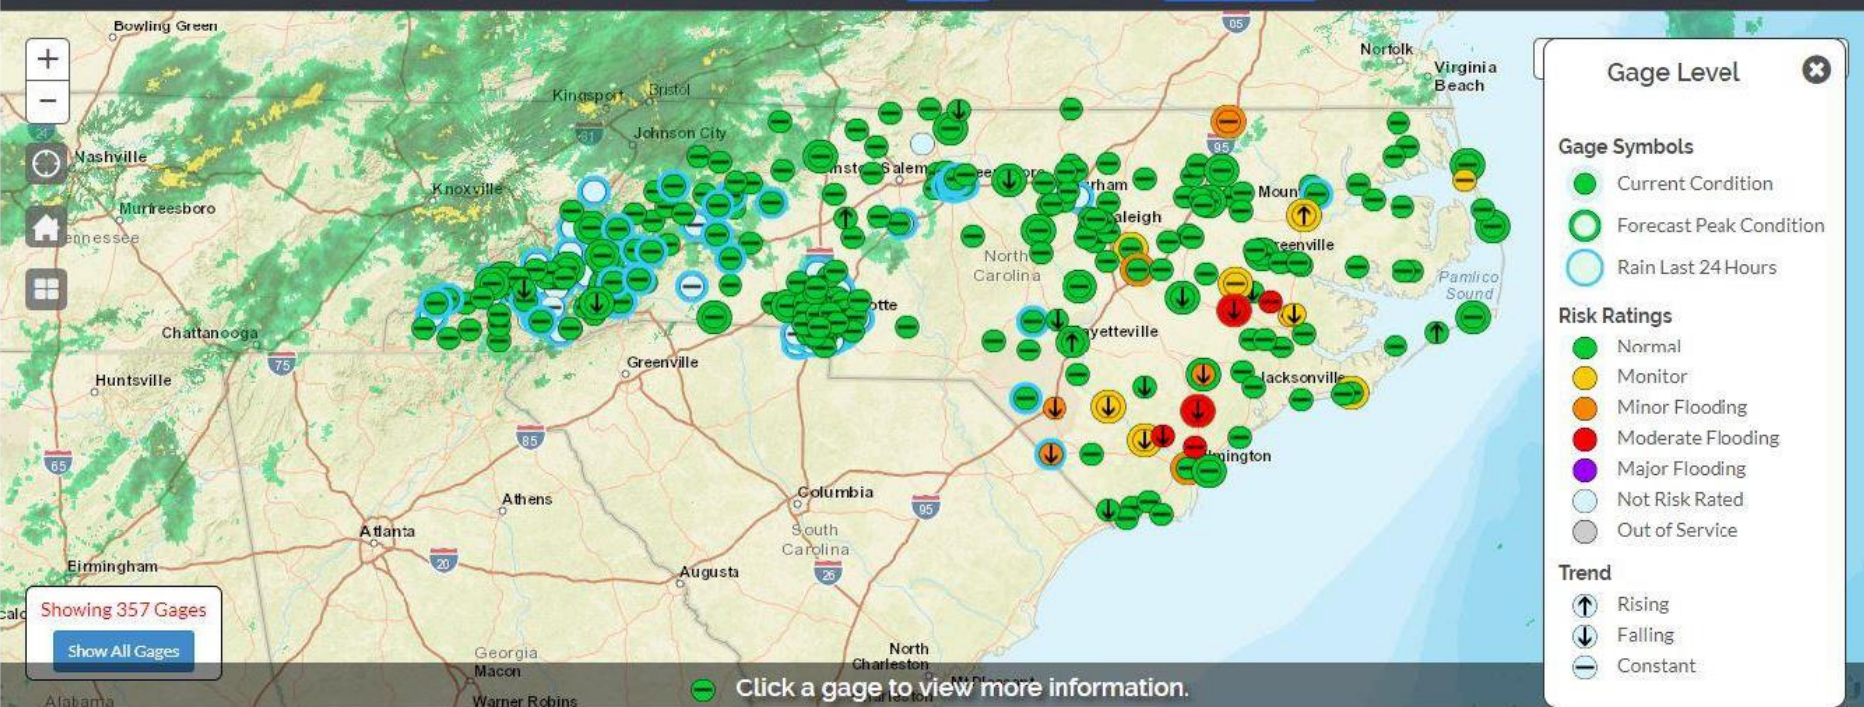 Bowling Green
05
Norfolk
Virginia
Beach
Kingsport
Bristol
81
Johnson City
24
Nashville
95
Knoxville
Murfreesboro
Salem
Moun
North
Carolina
Pamlico
Sound
Chattanooga
75
Greenville
Huntsville
85
65
Athens
Columbia
95
South
Carolina
Atlanta
20
Birmingham
Augusta
26
Georgia
Macon
Warner Robins
North
Charleston
Alabama
+
−
Showing 357 Gages
Show All Gages
Click a gage to view more information.
Gage Level
Gage Symbols
Current Condition
Forecast Peak Condition
Rain Last 24 Hours
Risk Ratings
Normal
Monitor
Minor Flooding
Moderate Flooding
Major Flooding
Not Risk Rated
Out of Service
Trend
Rising
Falling
Constant